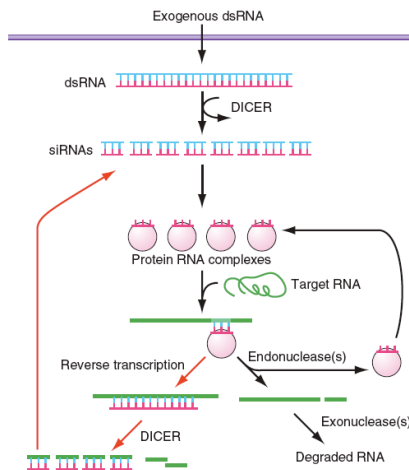 Exogenous dsRNA
dsRNA
DICER
siRNAs
Protein RNA complexes
Target RNA
Reverse transcription
Endonuclease(s)
DICER
Exonuclease(s)
Degraded RNA